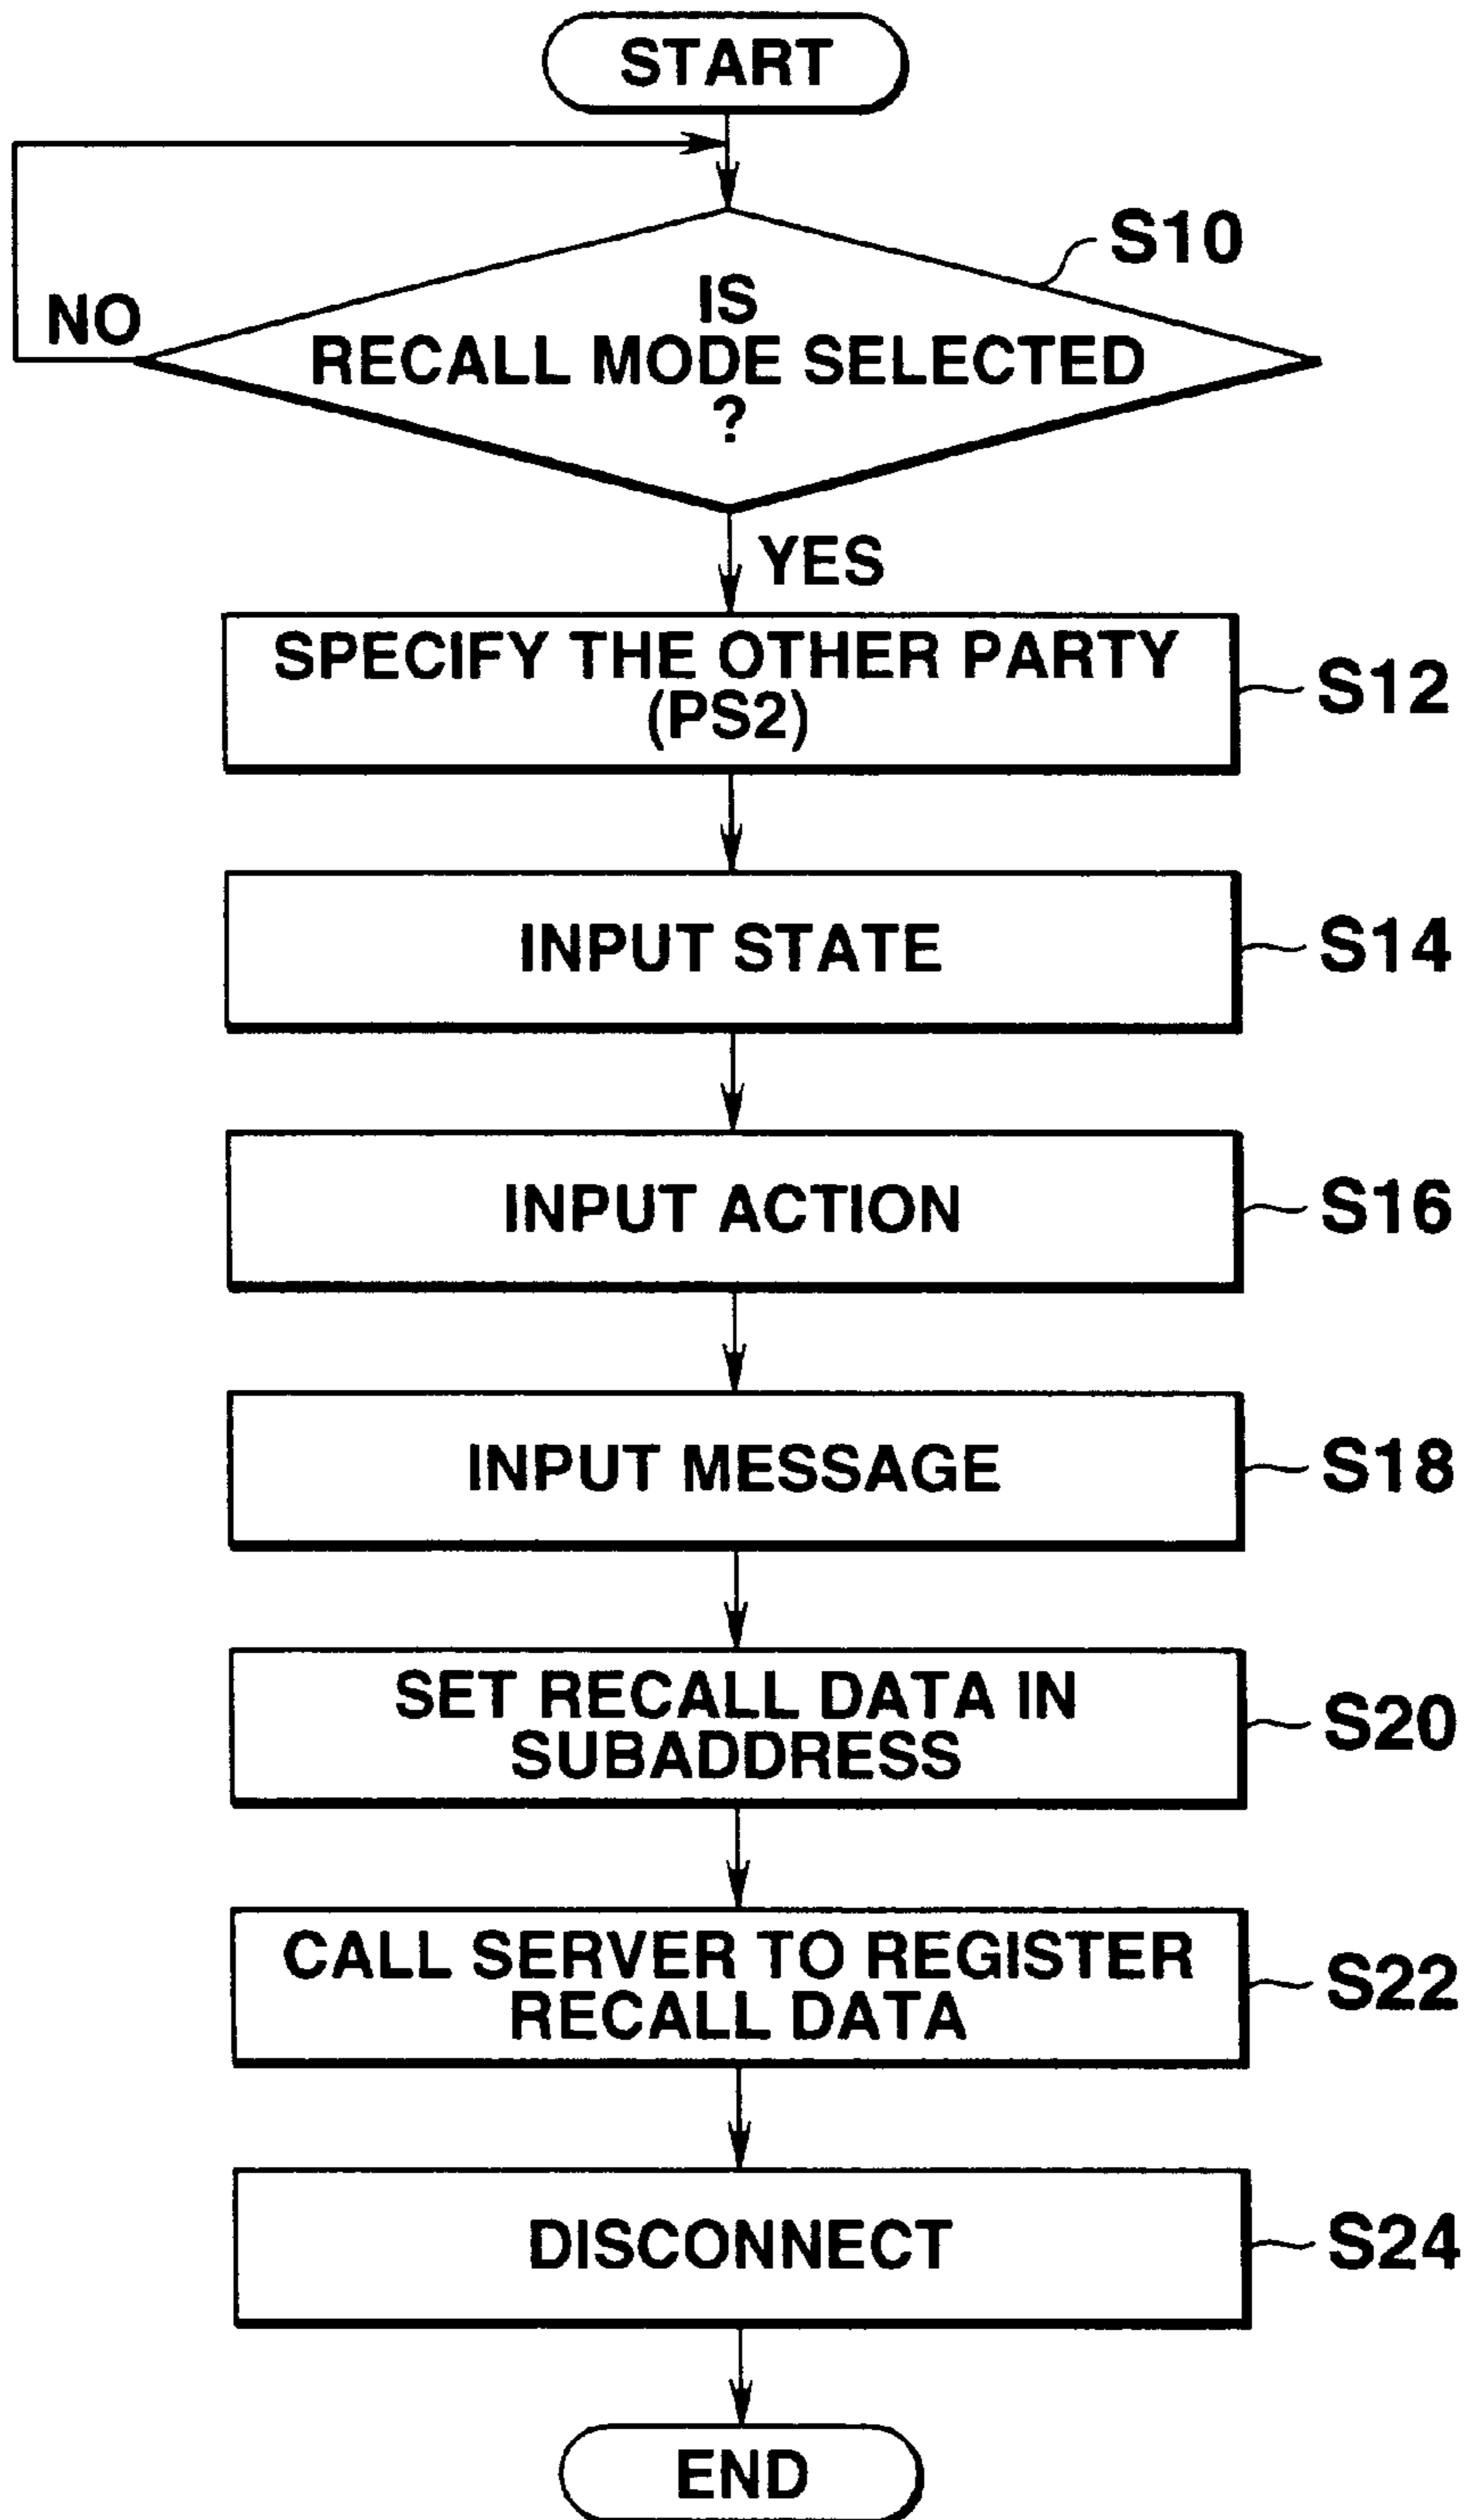 START
S10
NO
IS
RECALL MODE SELECTED
?
YES
SPECIFY THE OTHER PARTY
(PS2)
S12
INPUT STATE
S14
INPUT ACTION
S16
INPUT MESSAGE
S18
SET RECALL DATA IN
SUBADDRESS
S20
CALL SERVER TO REGISTER
RECALL DATA
S22
DISCONNECT
S24
END